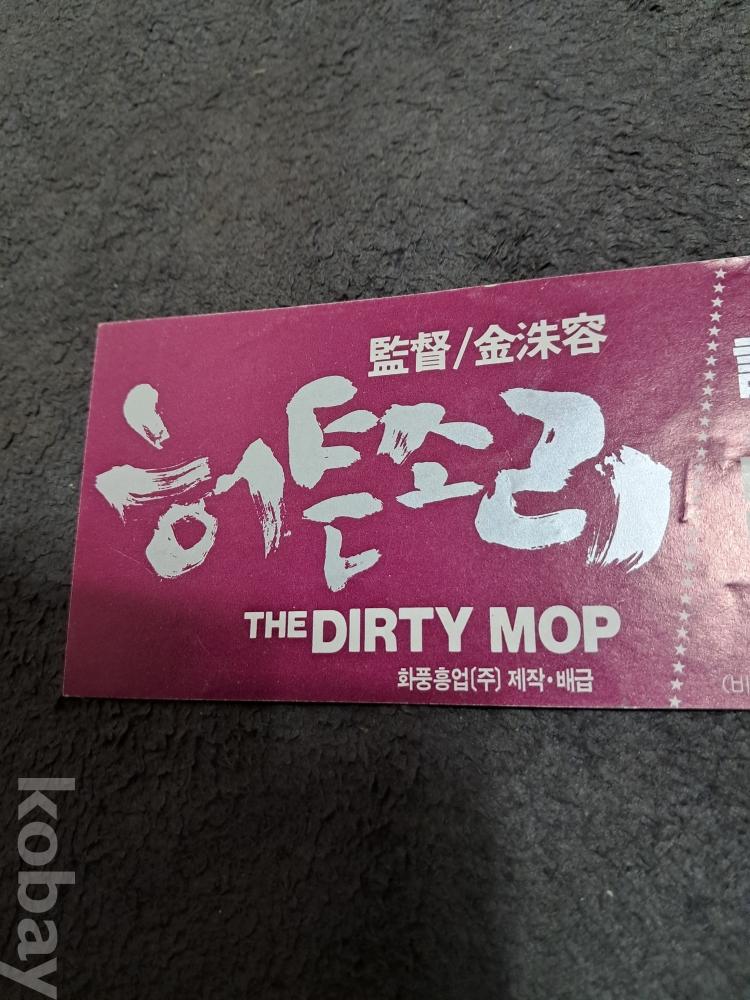 監督/金洙容
허튼소리
THE DIRTY MOP
화풍흥업(주) 제작·배급
kobay